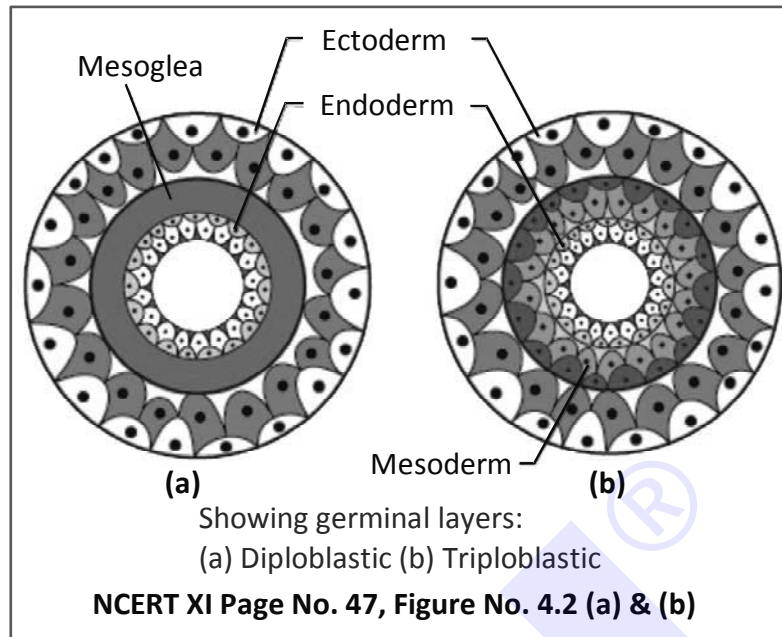 Ectoderm
Mesoglea
Endoderm
Mesoderm
(a) (b)
Showing germinal layers:
(a) Diploblastic (b) Triploblastic
NCERT XI Page No. 47, Figure No. 4.2 (a) & (b)
®